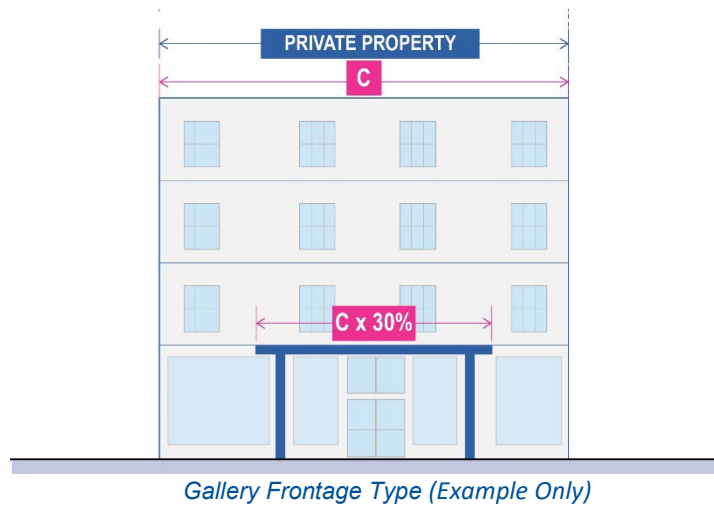 PRIVATE PROPERTY
C
C x 30%
Gallery Frontage Type (Example Only)